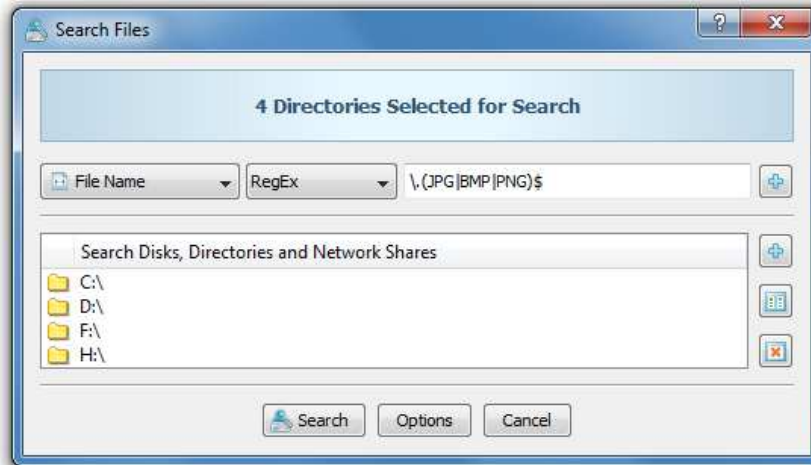 Search Files
4 Directories Selected for Search
File Name RegEx \.(JPG|BMP|PNG)$
Search Disks, Directories and Network Shares
C:\
D:\
F:\
H:\
Search Options Cancel